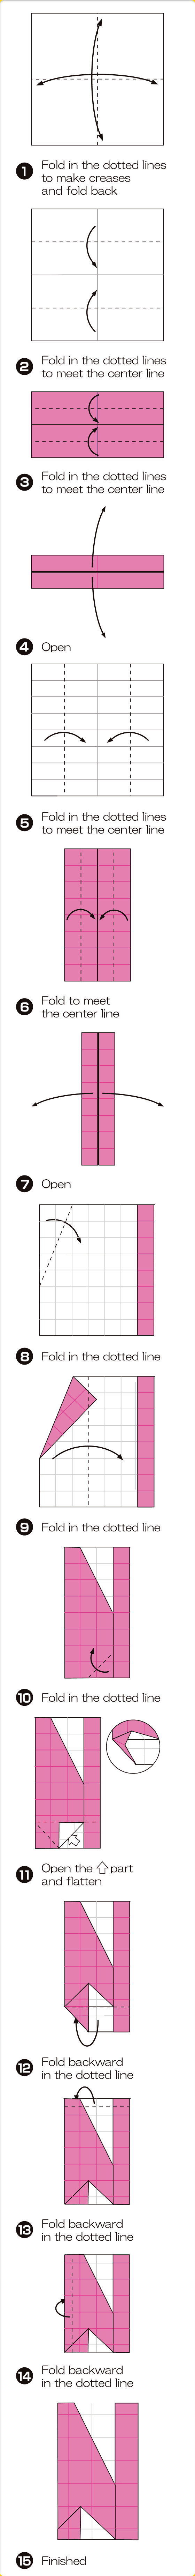 1 Fold in the dotted lines
to make creases
and fold back
2 Fold in the dotted lines
to meet the center line
3 Fold in the dotted lines
to meet the center line
4 Open
5 Fold in the dotted lines
to meet the center line
6 Fold to meet
the center line
7 Open
8 Fold in the dotted line
9 Fold in the dotted line
10 Fold in the dotted line
11 Open the ⇧ part
and flatten
12 Fold backward
in the dotted line
13 Fold backward
in the dotted line
14 Fold backward
in the dotted line
15 Finished